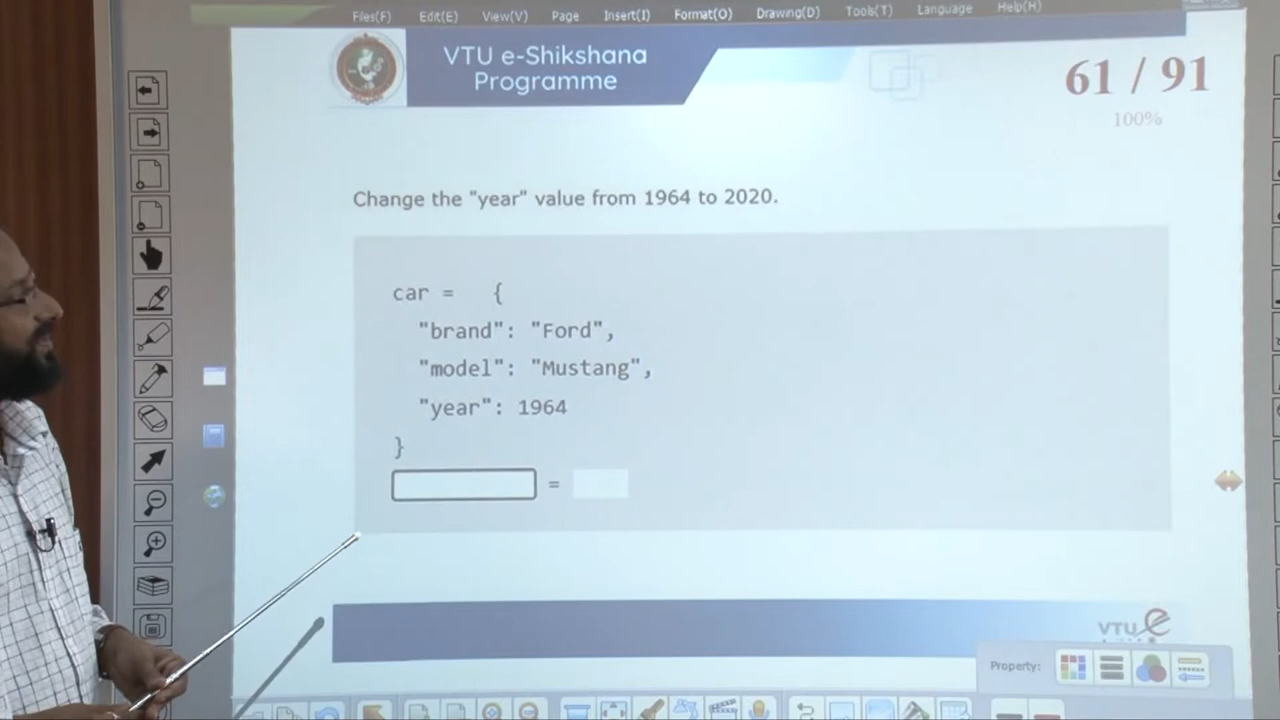 Files(F) Edit(E) View(V) Page Insert(I) Format(O) Drawing(D) Tools(T) Language Help(H)
VTU e-Shikshana
Programme
61 / 91
100%
Change the "year" value from 1964 to 2020.
car = {
"brand": "Ford",
"model": "Mustang",
"year": 1964
}
=
VTU e
Property: